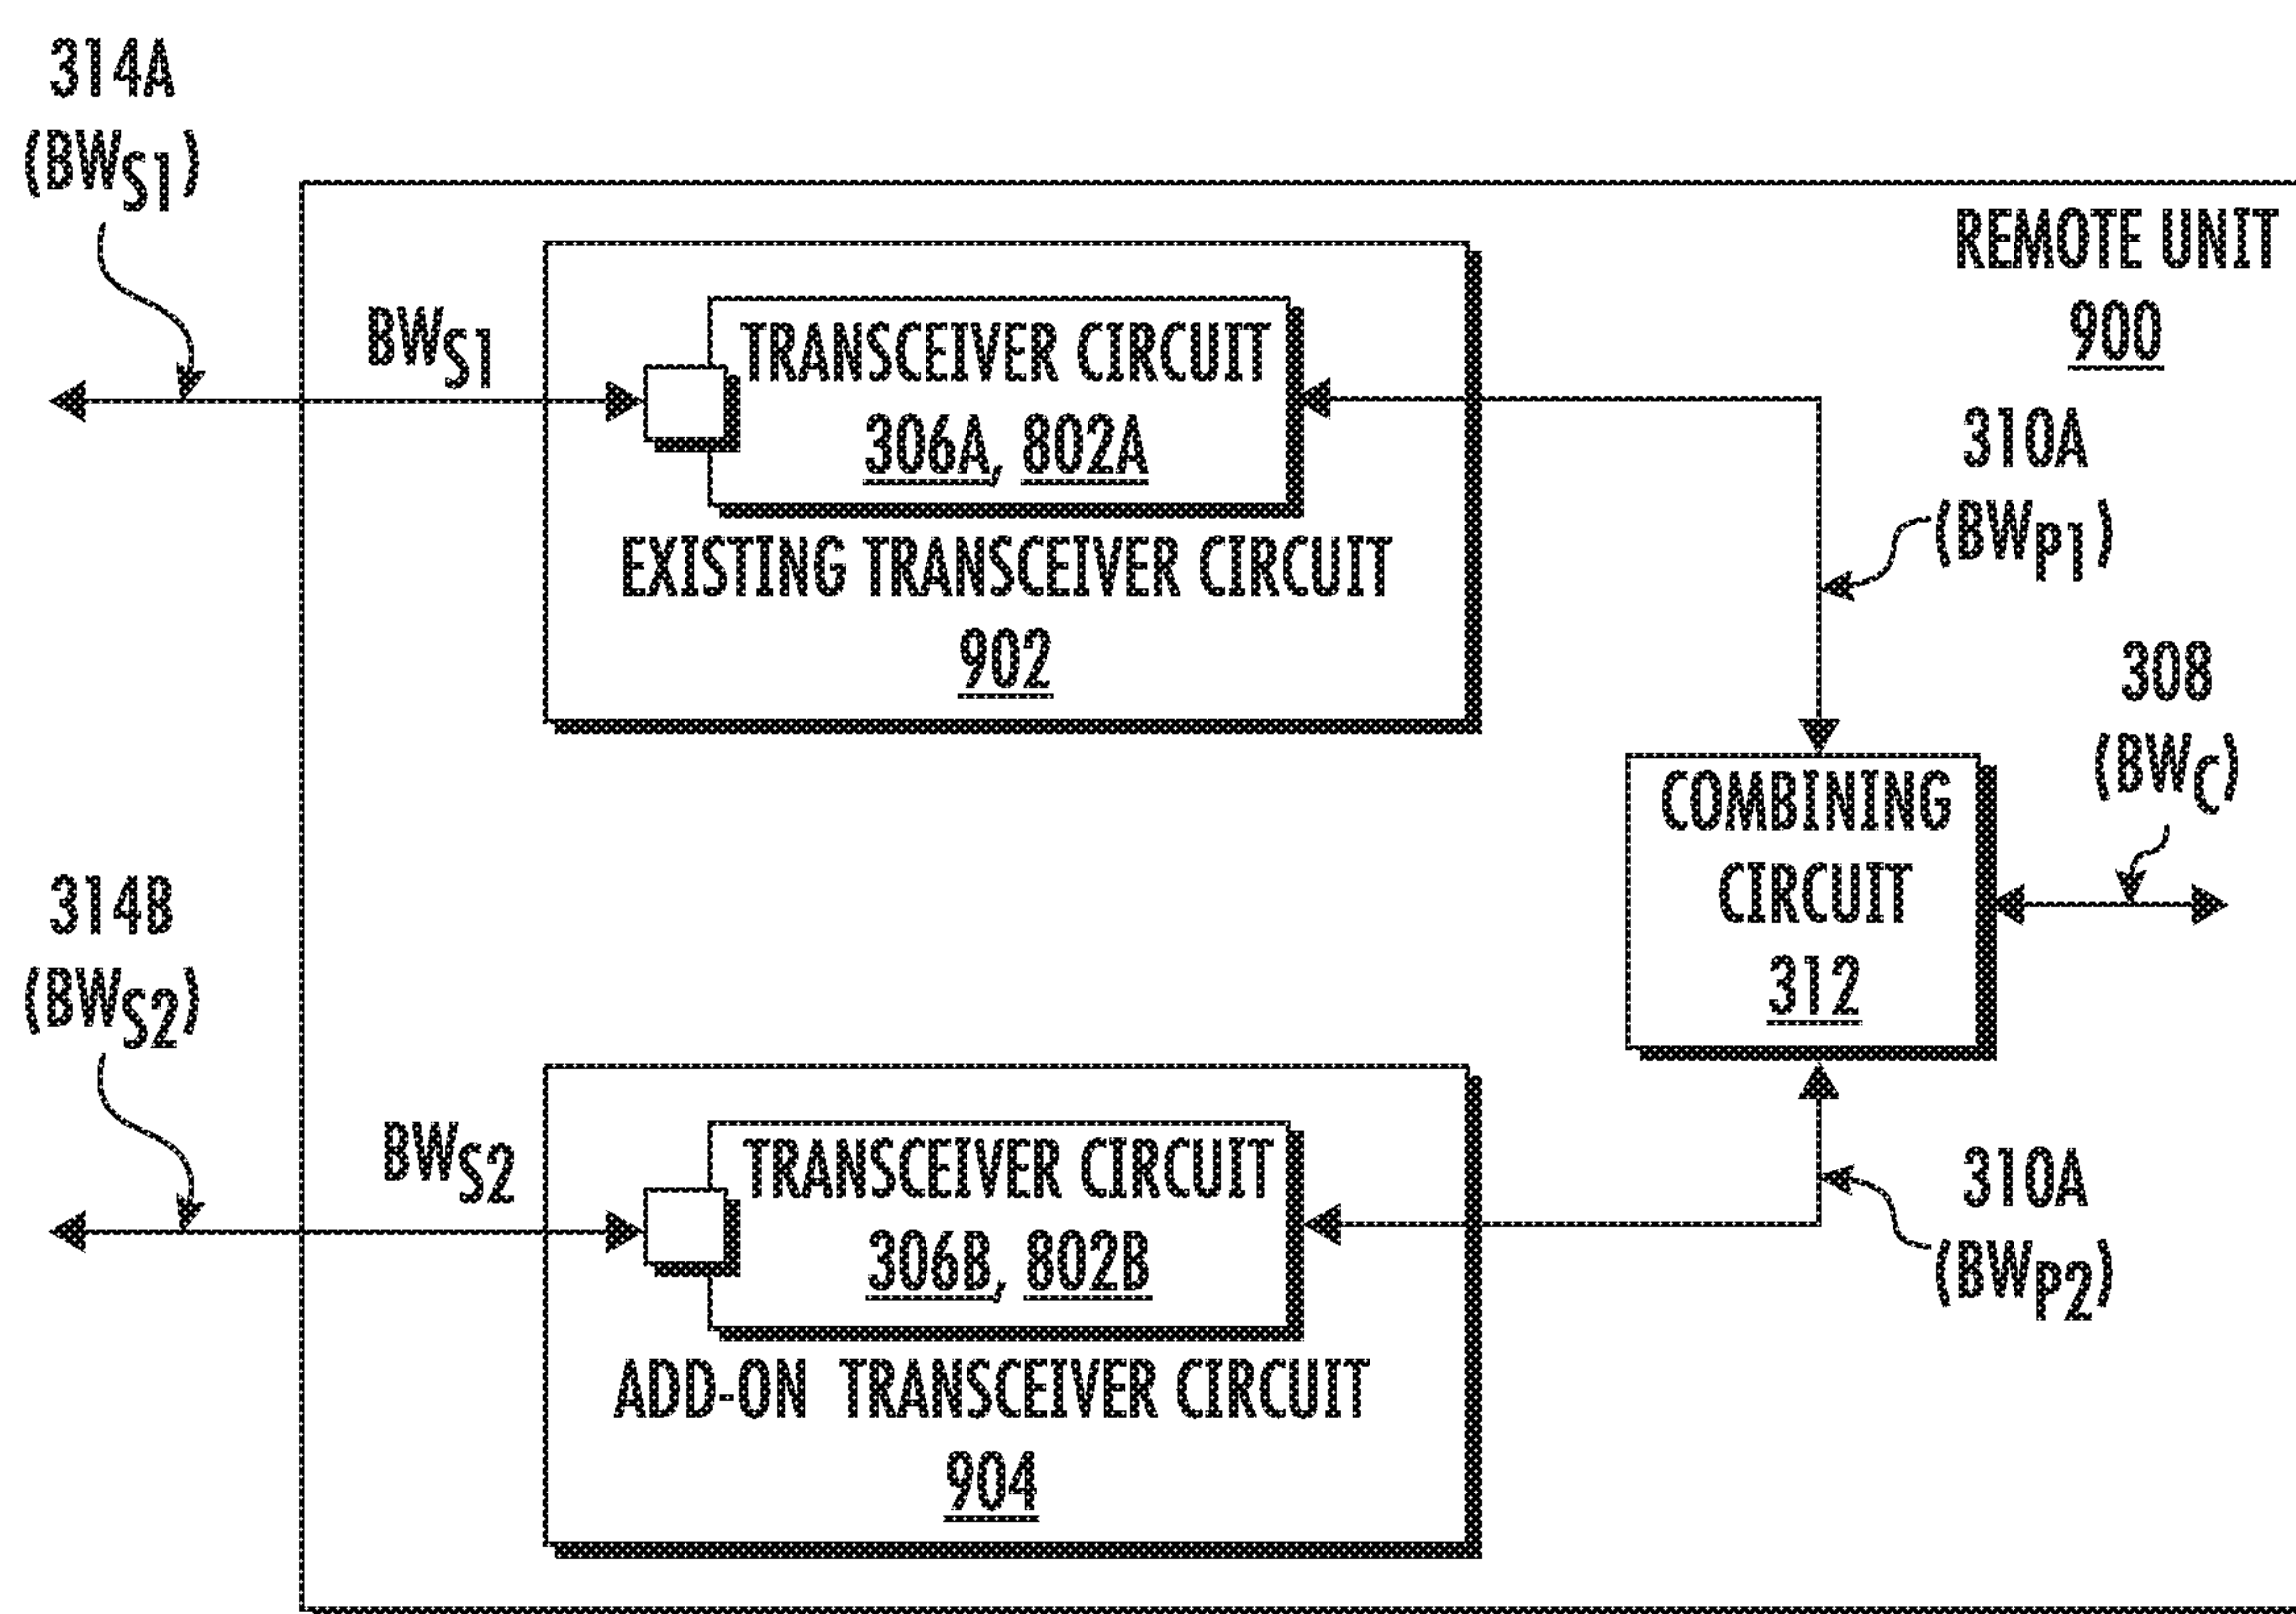 314A
(BWS1)
REMOTE UNIT
900
BWS1
TRANSCEIVER CIRCUIT
306A, 802A
EXISTING TRANSCEIVER CIRCUIT
902
310A
(BWP1)
308
(BWC)
COMBINING
CIRCUIT
312
314B
(BWS2)
BWS2
TRANSCEIVER CIRCUIT
306B, 802B
ADD-ON TRANSCEIVER CIRCUIT
904
310A
(BWP2)